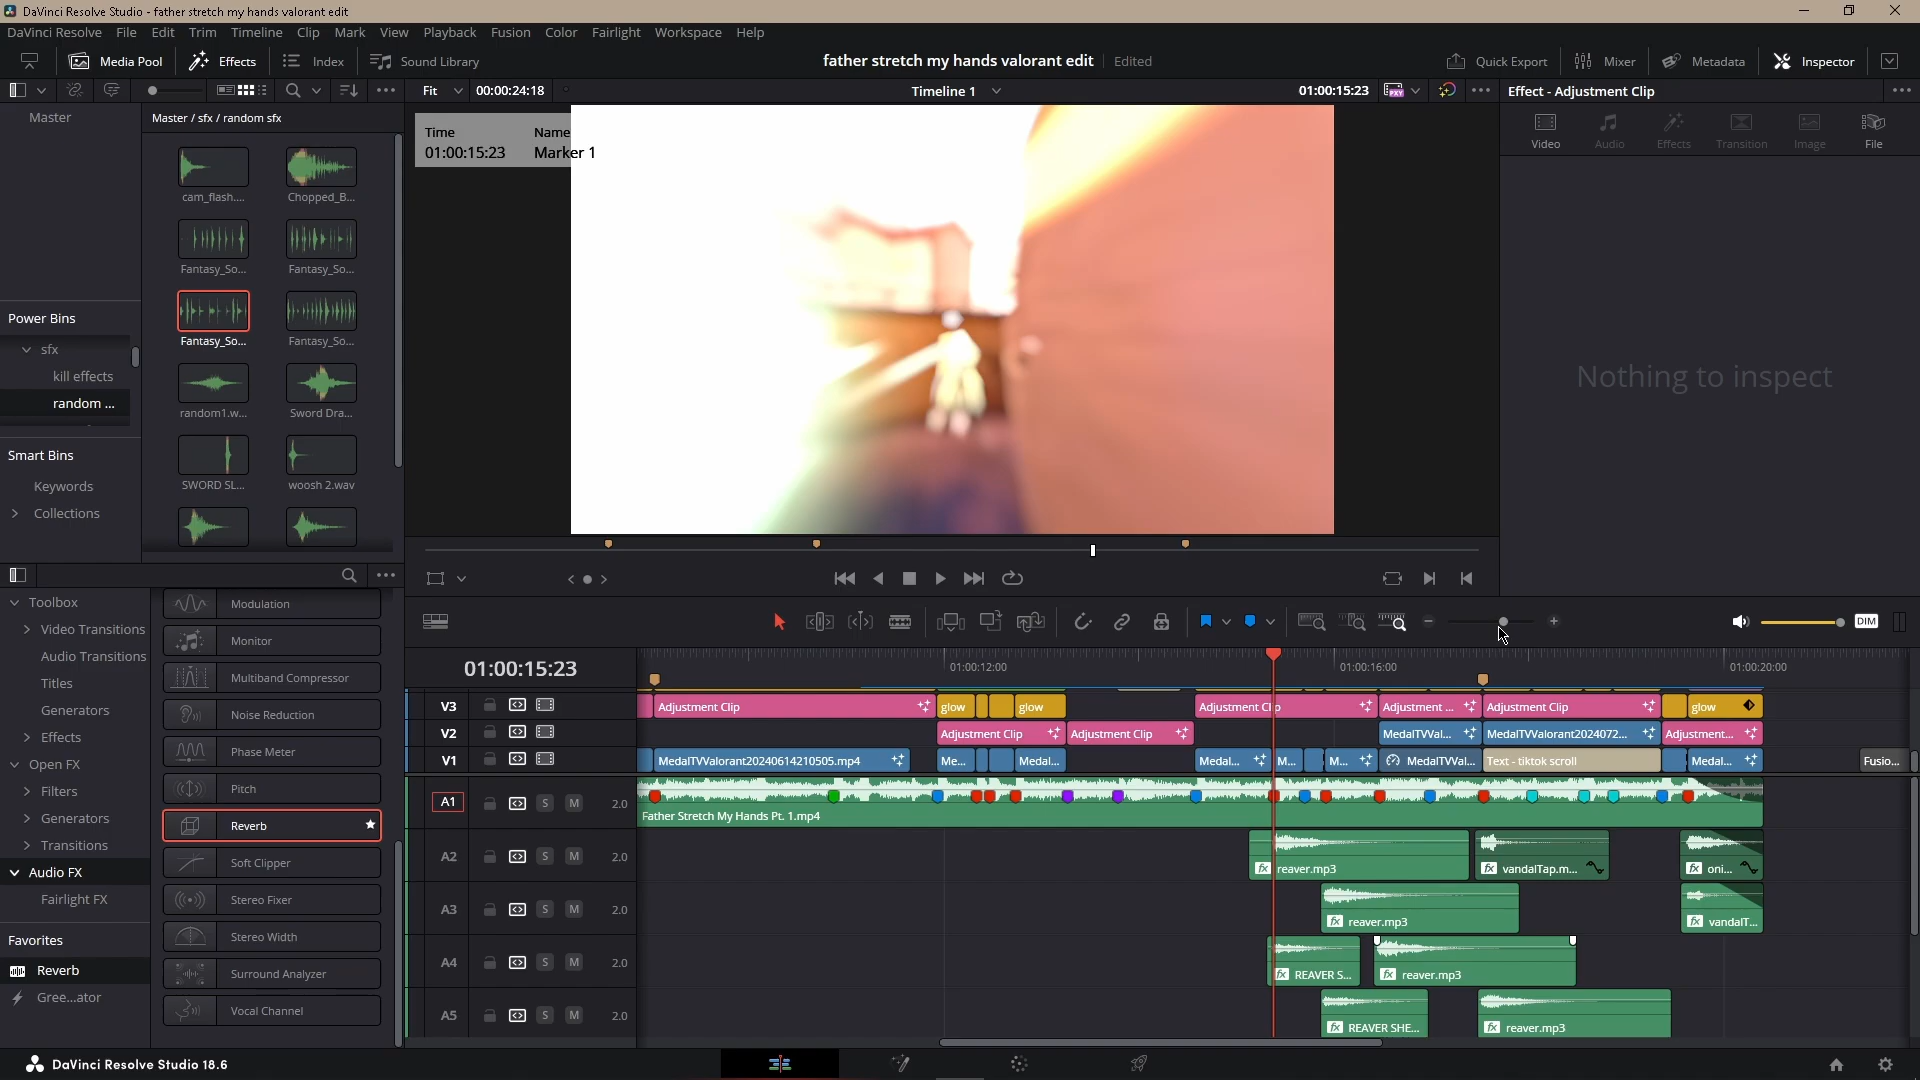 DaVinci Resolve Studio - father stretch my hands valorant edit
DaVinci Resolve File Edit Trim Timeline Clip Mark View Playback Fusion Color Fairlight Workspace Help
Media Pool Effects Index Sound Library
father stretch my hands valorant edit Edited
Quick Export Mixer Metadata Inspector
Fit 00:00:24:18 Timeline 1 01:00:15:23
Effect - Adjustment Clip
Master
Master / sfx / random sfx
Time Name
01:00:15:23 Marker 1
Video Audio Effects Transition Image File
cam_flash.... Chopped_B...
Fantasy_So... Fantasy_So...
Power Bins
Fantasy_So... Fantasy_So...
sfx
kill effects
random ...
random1.w... Sword Dra...
Nothing to inspect
Smart Bins
Keywords
Collections
SWORD SL... woosh 2.wav
Toolbox
Video Transitions
Audio Transitions
Titles
Generators
Effects
Open FX
Filters
Generators
Transitions
Audio FX
Fairlight FX
Favorites
Reverb
Gree...ator
Modulation
Monitor
Multiband Compressor
Noise Reduction
Phase Meter
Pitch
Reverb
Soft Clipper
Stereo Fixer
Stereo Width
Surround Analyzer
Vocal Channel
DIM
01:00:15:23
01:00:12:00 01:00:16:00 01:00:20:00
V3 Adjustment Clip glow glow Adjustment Clip Adjustment ... Adjustment Clip glow
V2 Adjustment Clip Adjustment Clip MedalTVVal... MedalTVValorant2024072... Adjustment...
V1 MedalTVValorant20240614210505.mp4 Me... Medal... Medal... M... M... MedalTVVal... Text - tiktok scroll Medal... Fusio...
A1 S M 2.0
Father Stretch My Hands Pt. 1.mp4
A2 S M 2.0
fx reaver.mp3 fx vandalTap.m... fx oni...
A3 S M 2.0
fx reaver.mp3 fx vandalT...
A4 S M 2.0
fx REAVER S... fx reaver.mp3
A5 S M 2.0
fx REAVER SHE... fx reaver.mp3
DaVinci Resolve Studio 18.6